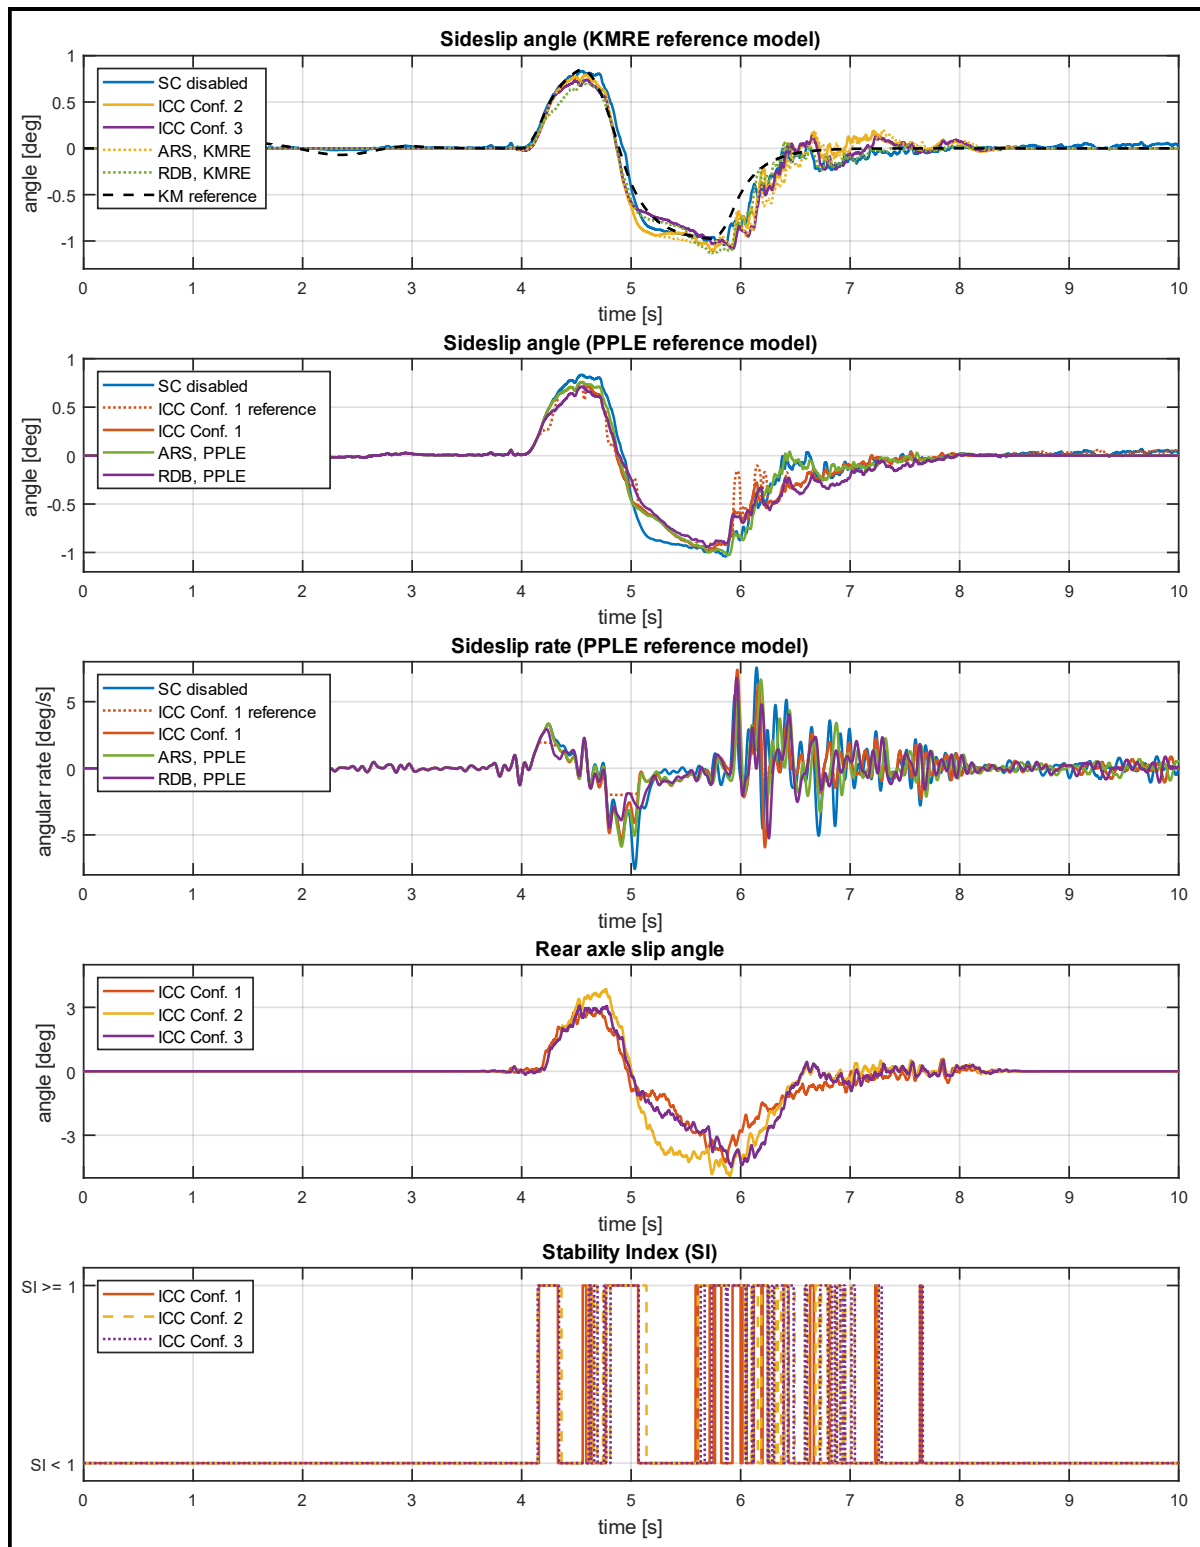 Sideslip angle (KMRE reference model)
1
0.5
0
-0.5
-1
angle [deg]
SC disabled
ICC Conf. 2
ICC Conf. 3
ARS, KMRE
RDB, KMRE
KM reference
0 1 2 3 4 5 6 7 8 9 10
time [s]
Sideslip angle (PPLE reference model)
1
0.5
0
-0.5
-1
angle [deg]
SC disabled
ICC Conf. 1 reference
ICC Conf. 1
ARS, PPLE
RDB, PPLE
0 1 2 3 4 5 6 7 8 9 10
time [s]
Sideslip rate (PPLE reference model)
5
0
-5
angular rate [deg/s]
SC disabled
ICC Conf. 1 reference
ICC Conf. 1
ARS, PPLE
RDB, PPLE
0 1 2 3 4 5 6 7 8 9 10
time [s]
Rear axle slip angle
3
0
-3
angle [deg]
ICC Conf. 1
ICC Conf. 2
ICC Conf. 3
0 1 2 3 4 5 6 7 8 9 10
time [s]
Stability Index (SI)
SI >= 1
SI < 1
ICC Conf. 1
ICC Conf. 2
ICC Conf. 3
0 1 2 3 4 5 6 7 8 9 10
time [s]